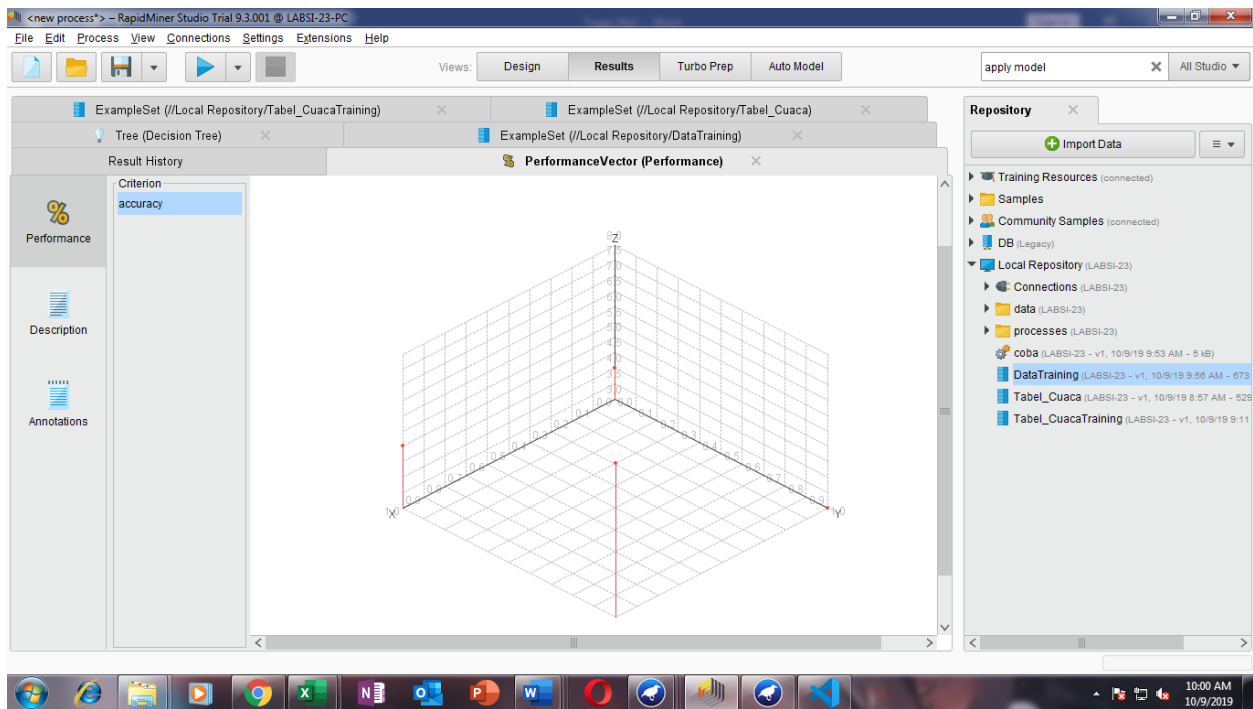 <new process*> – RapidMiner Studio Trial 9.3.001 @ LABSI-23-PC
File Edit Process View Connections Settings Extensions Help
Views: Design Results Turbo Prep Auto Model
apply model All Studio
ExampleSet (//Local Repository/Tabel_CuacaTraining)
ExampleSet (//Local Repository/Tabel_Cuaca)
Tree (Decision Tree)
ExampleSet (//Local Repository/DataTraining)
Result History
PerformanceVector (Performance)
Performance
Description
Annotations
Criterion
accuracy
Z
X
Y
Repository
Import Data
Training Resources (connected)
Samples
Community Samples (connected)
DB (Legacy)
Local Repository (LABSI-23)
Connections (LABSI-23)
data (LABSI-23)
processes (LABSI-23)
coba (LABSI-23 - v1, 10/9/19 9:53 AM - 5 kB)
DataTraining (LABSI-23 - v1, 10/9/19 9:56 AM - 673
Tabel_Cuaca (LABSI-23 - v1, 10/9/19 8:57 AM - 529
Tabel_CuacaTraining (LABSI-23 - v1, 10/9/19 9:11
10:00 AM
10/9/2019